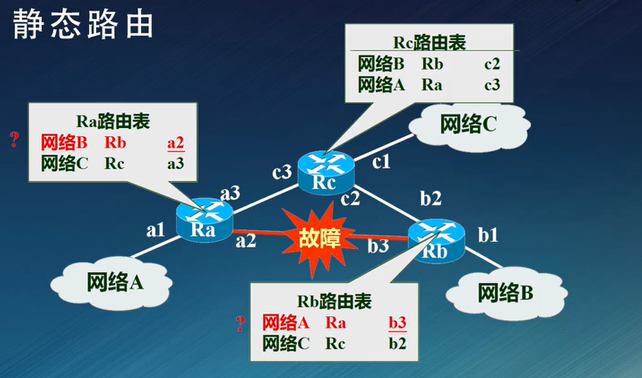 静态路由
Rc路由表
网络B Rb c2
网络A Ra c3
Ra路由表
? 网络B Rb a2
网络C Rc a3
网络C
c1
c3
Rc
c2
a3
b2
a1
Ra
a2
故障
b3
Rb
b1
网络A
网络B
Rb路由表
? 网络A Ra b3
网络C Rc b2